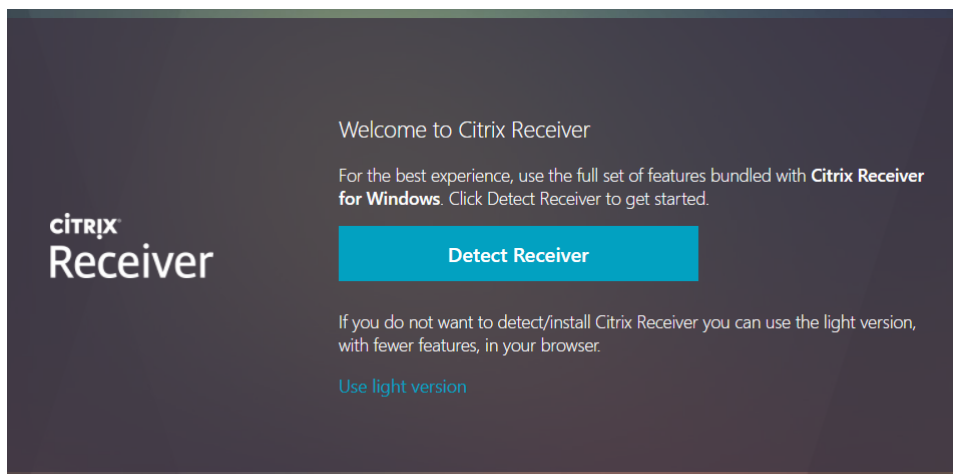 Welcome to Citrix Receiver
For the best experience, use the full set of features bundled with Citrix Receiver
for Windows. Click Detect Receiver to get started.
CİTRIX
Receiver
Detect Receiver
If you do not want to detect/install Citrix Receiver you can use the light version,
with fewer features, in your browser.
Use light version